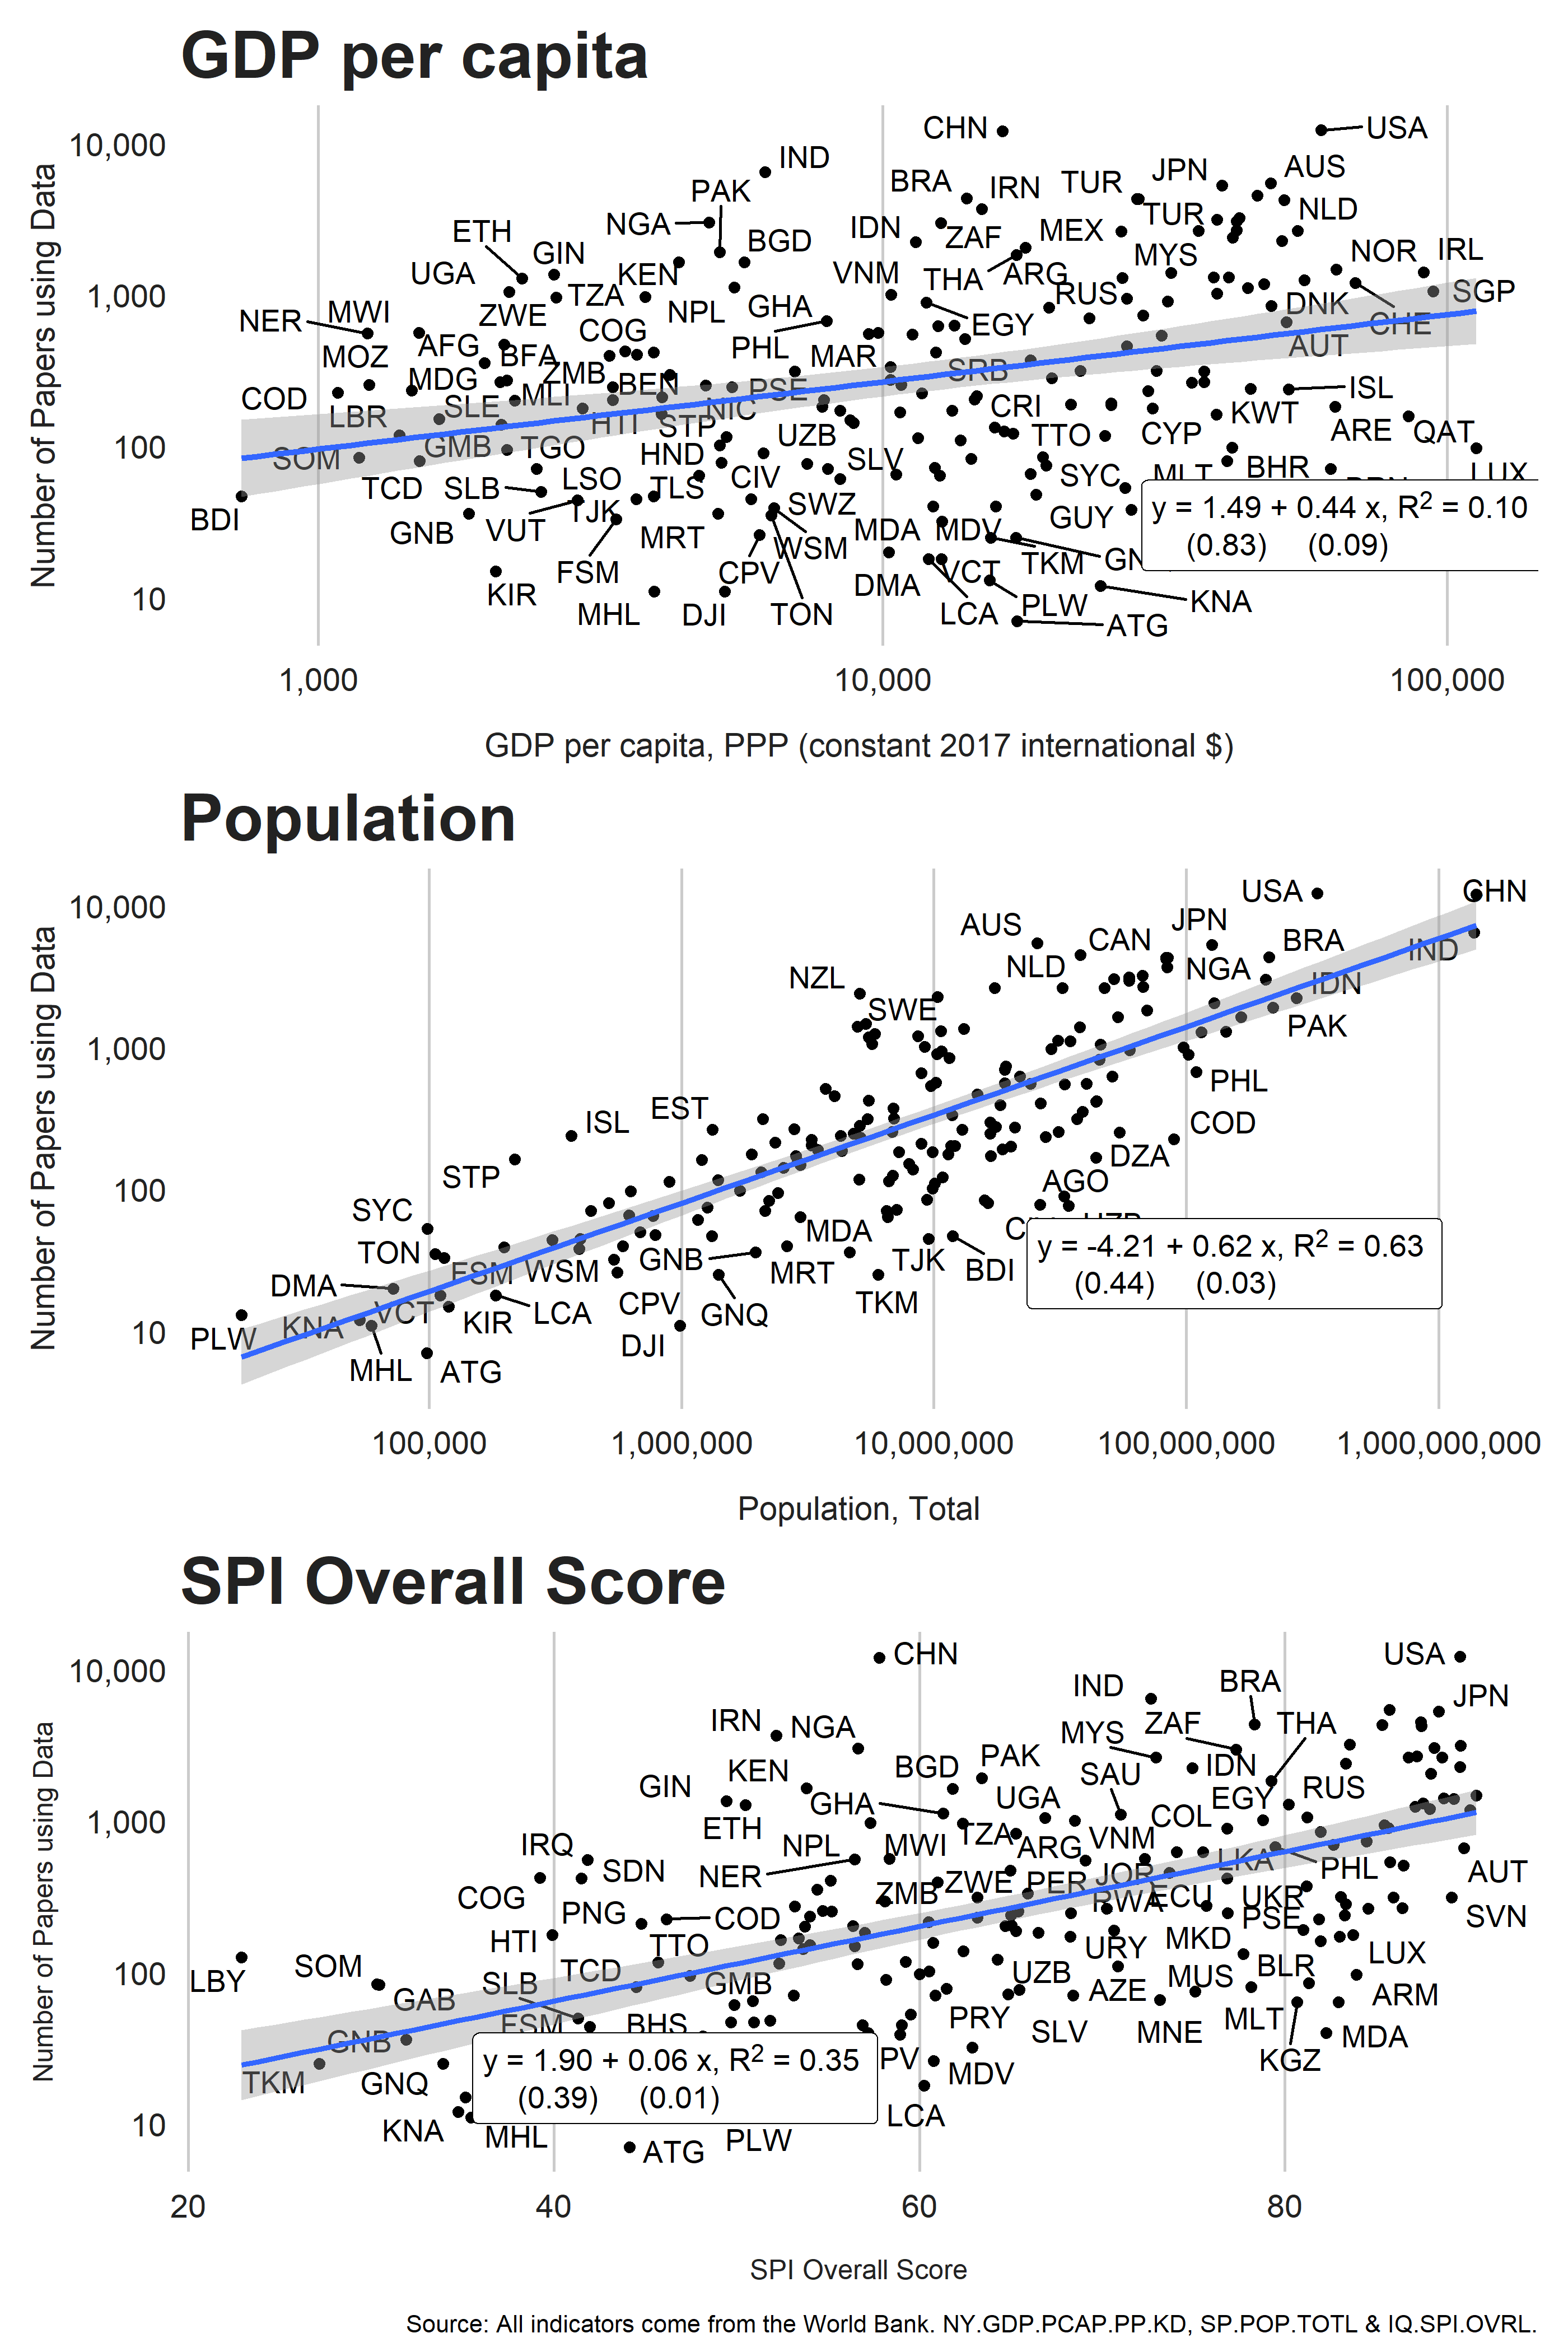 GDP per capita
Number of Papers using Data
10,000
1,000
100
10
CHN
USA
IND
PAK
BRA
IRN
TUR
JPN
AUS
NGA
BGD
IDN
ZAF
MEX
TUR
NLD
ETH
GIN
UGA
KEN
VNM
THA
ARG
MYS
NOR
IRL
NER
MWI
ZWE
TZA
COG
NPL
GHA
EGY
RUS
DNK
SGP
CHE
MOZ
AFG
BFA
ZMB
PHL
MAR
AUT
COD
MDG
MLI
BEN
PSE
SRB
ISL
LBR
SLE
HTI
NIC
STP
CRI
KWT
ARE
QAT
SOM
GMB
TGO
HND
UZB
TTO
CYP
TCD
SLB
LSO
TLS
CIV
SLV
SYC
MLT
BHR
LUX
BDI
GNB
VUT
TJK
MRT
SWZ
WSM
MDA
MDV
GUY
y = 1.49 + 0.44 x, R2 = 0.10
(0.83) (0.09)
KIR
FSM
CPV
DMA
VCT
TKM
MHL
DJI
TON
LCA
PLW
KNA
ATG
1,000
10,000
100,000
GDP per capita, PPP (constant 2017 international $)
Population
Number of Papers using Data
10,000
1,000
100
10
USA
CHN
AUS
CAN
JPN
BRA
NLD
NGA
IND
NZL
IDN
SWE
PAK
PHL
ISL
EST
COD
STP
DZA
AGO
SYC
MDA
TON
FSM
WSM
GNB
MRT
TJK
BDI
y = -4.21 + 0.62 x, R2 = 0.63
(0.44) (0.03)
DMA
KNA
VCT
KIR
LCA
CPV
GNQ
TKM
PLW
MHL
ATG
DJI
100,000
1,000,000
10,000,000
100,000,000
1,000,000,000
Population, Total
SPI Overall Score
Number of Papers using Data
10,000
1,000
100
10
CHN
USA
IND
BRA
JPN
IRN
NGA
MYS
ZAF
THA
GIN
KEN
BGD
PAK
SAU
IDN
EGY
RUS
ETH
GHA
UGA
COL
IRQ
SDN
NPL
MWI
TZA
ARG
VNM
NER
ZMB
ZWE
PER
JOR
LKA
PHL
AUT
COG
PNG
COD
RWA
ECU
UKR
PSE
SVN
HTI
TTO
URY
MKD
LUX
LBY
SOM
GAB
SLB
TCD
GMB
UZB
AZE
MUS
BLR
ARM
GNB
FSM
BHS
PRY
SLV
MNE
MLT
MDA
TKM
GNQ
y = 1.90 + 0.06 x, R2 = 0.35
(0.39) (0.01)
PV
MDV
KGZ
KNA
MHL
ATG
PLW
LCA
20
40
60
80
SPI Overall Score
Source: All indicators come from the World Bank. NY.GDP.PCAP.PP.KD, SP.POP.TOTL & IQ.SPI.OVRL.